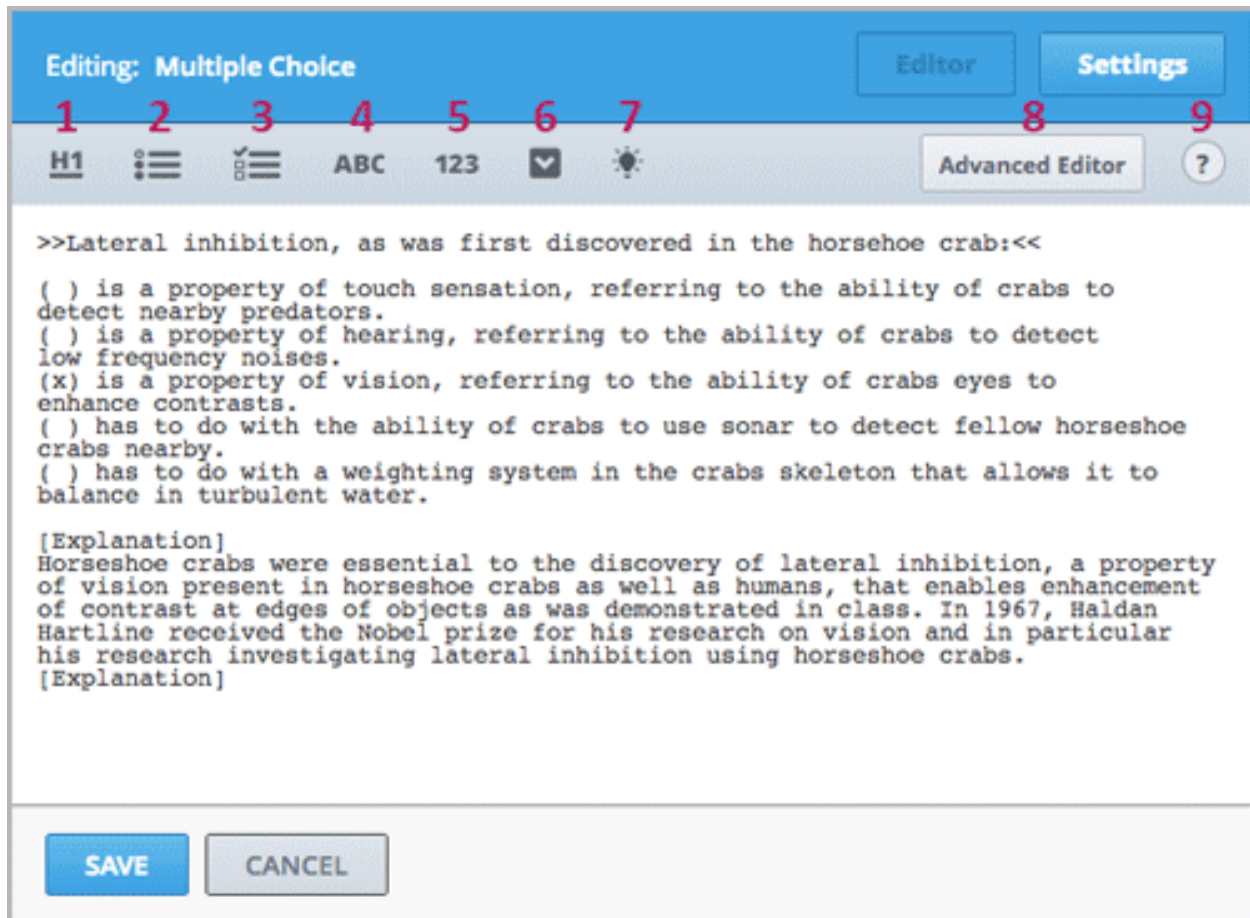 Editing: Multiple Choice
Editor
Settings
1 2 3 4 5 6 7 8 9
H1 ABC 123 Advanced Editor ?
>>Lateral inhibition, as was first discovered in the horsehoe crab:<<
( ) is a property of touch sensation, referring to the ability of crabs to
detect nearby predators.
( ) is a property of hearing, referring to the ability of crabs to detect
low frequency noises.
(x) is a property of vision, referring to the ability of crabs eyes to
enhance contrasts.
( ) has to do with the ability of crabs to use sonar to detect fellow horseshoe
crabs nearby.
( ) has to do with a weighting system in the crabs skeleton that allows it to
balance in turbulent water.
[Explanation]
Horseshoe crabs were essential to the discovery of lateral inhibition, a property
of vision present in horseshoe crabs as well as humans, that enables enhancement
of contrast at edges of objects as was demonstrated in class. In 1967, Haldan
Hartline received the Nobel prize for his research on vision and in particular
his research investigating lateral inhibition using horseshoe crabs.
[Explanation]
SAVE
CANCEL